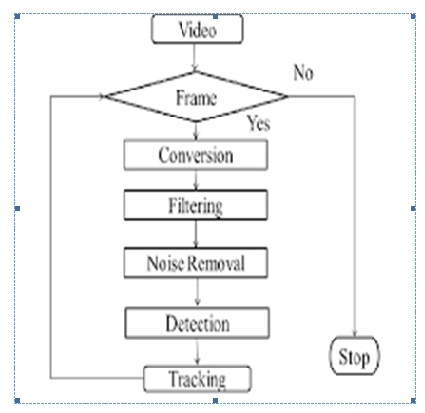 Video
No
Frame
Yes
Conversion
Filtering
Noise Removal
Detection
Stop
Tracking